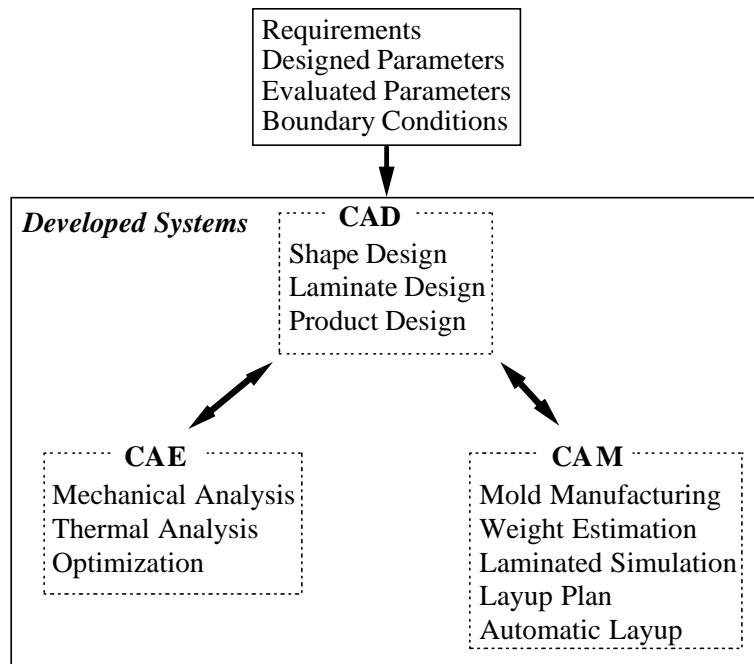 Requirements
Designed Parameters
Evaluated Parameters
Boundary Conditions
Developed Systems
CAD
Shape Design
Laminate Design
Product Design
CAE
Mechanical Analysis
Thermal Analysis
Optimization
CAM
Mold Manufacturing
Weight Estimation
Laminated Simulation
Layup Plan
Automatic Layup